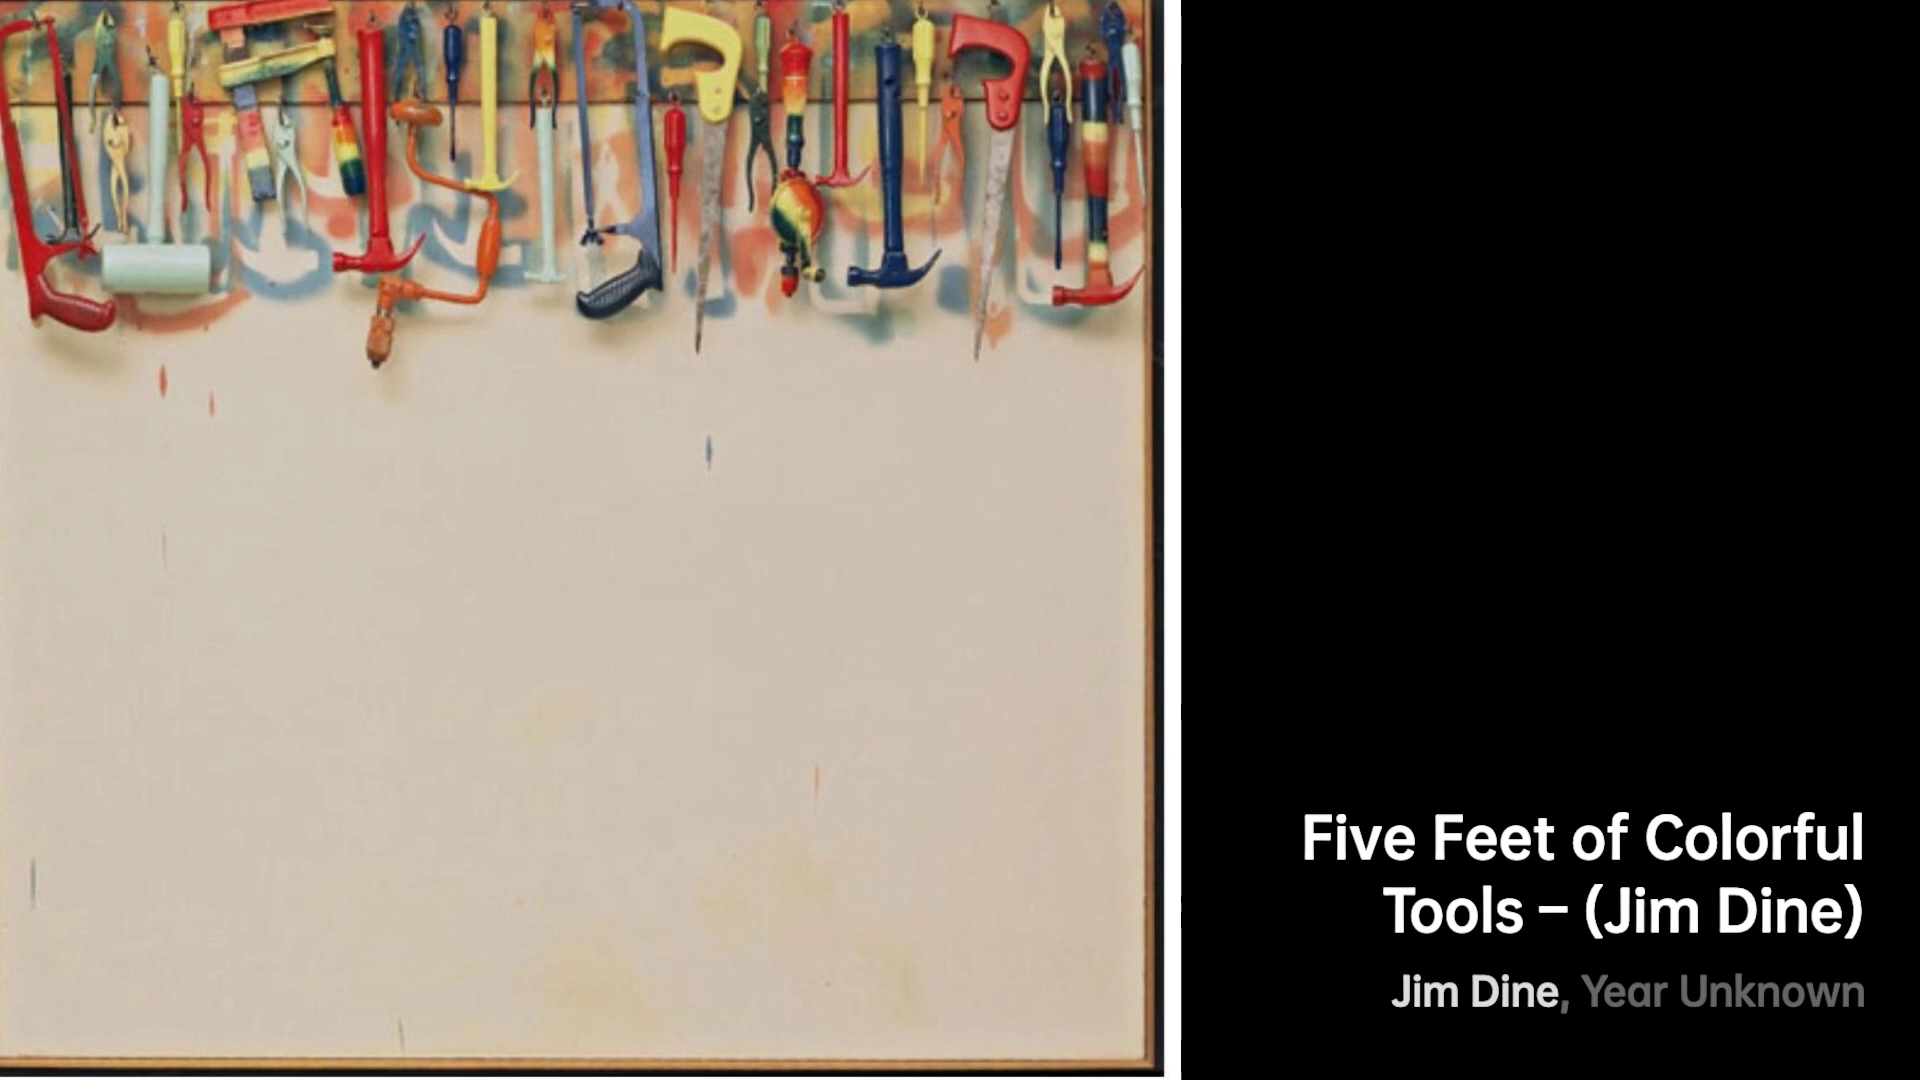 Five Feet of Colorful
Tools – (Jim Dine)
Jim Dine, Year Unknown